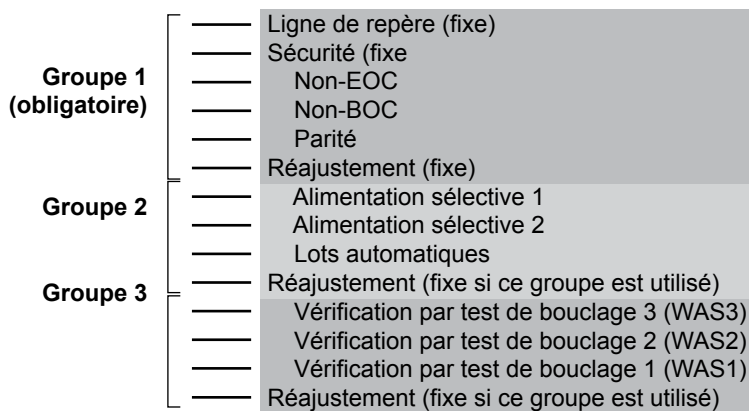 Ligne de repère (fixe)
Sécurité (fixe
Groupe 1
(obligatoire)
Non-EOC
Non-BOC
Parité
Réajustement (fixe)
Groupe 2
Alimentation sélective 1
Alimentation sélective 2
Lots automatiques
Réajustement (fixe si ce groupe est utilisé)
Groupe 3
Vérification par test de bouclage 3 (WAS3)
Vérification par test de bouclage 2 (WAS2)
Vérification par test de bouclage 1 (WAS1)
Réajustement (fixe si ce groupe est utilisé)